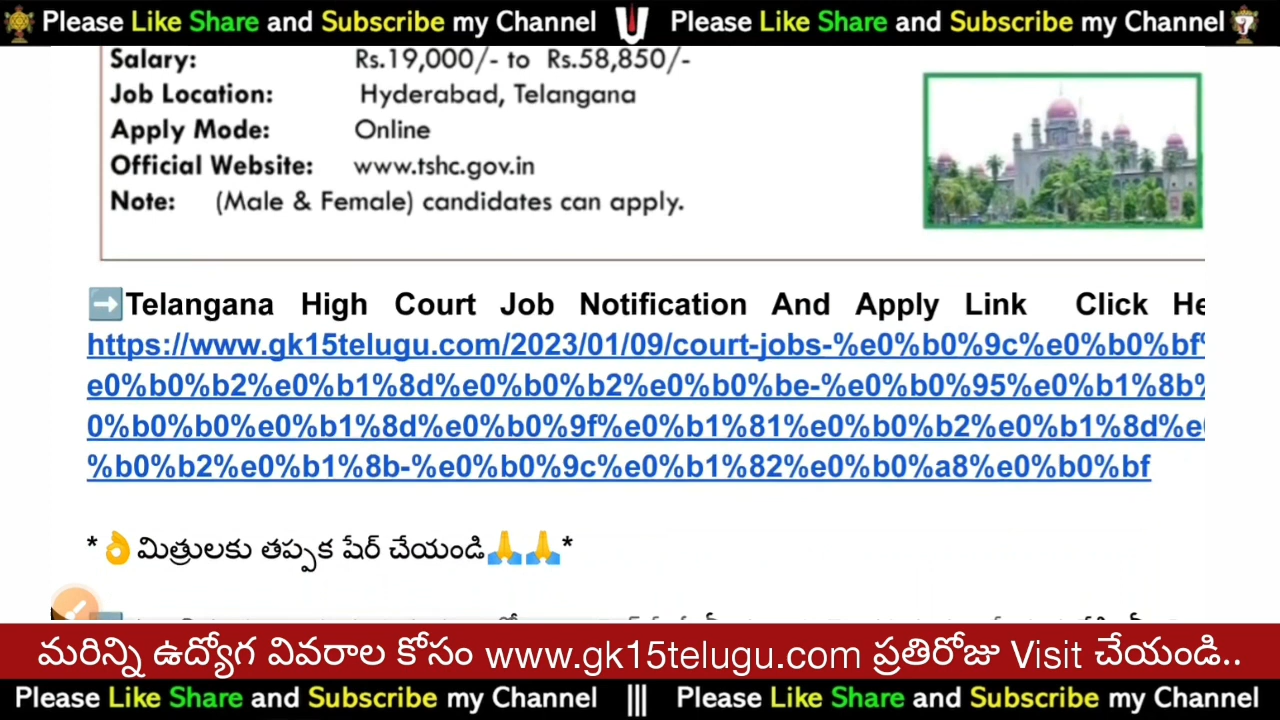 Please Like Share and Subscribe my Channel Please Like Share and Subscribe my Channel
Salary: Rs.19,000/- to Rs.58,850/-
Job Location: Hyderabad, Telangana
Apply Mode: Online
Official Website: www.tshc.gov.in
Note: (Male & Female) candidates can apply.
➡️Telangana High Court Job Notification And Apply Link Click He
https://www.gk15telugu.com/2023/01/09/court-jobs-%e0%b0%9c%e0%b0%bf%
e0%b0%b2%e0%b1%8d%e0%b0%b2%e0%b0%be-%e0%b0%95%e0%b1%8b%
0%b0%b0%e0%b1%8d%e0%b0%9f%e0%b1%81%e0%b0%b2%e0%b1%8d%e0
%b0%b2%e0%b1%8b-%e0%b0%9c%e0%b1%82%e0%b0%a8%e0%b0%bf
*👌మిత్రులకు తప్పక షేర్ చేయండి🙏🙏*
మరిన్ని ఉద్యోగ వివరాల కోసం www.gk15telugu.com ప్రతిరోజు Visit చేయండి..
Please Like Share and Subscribe my Channel ||| Please Like Share and Subscribe my Channel